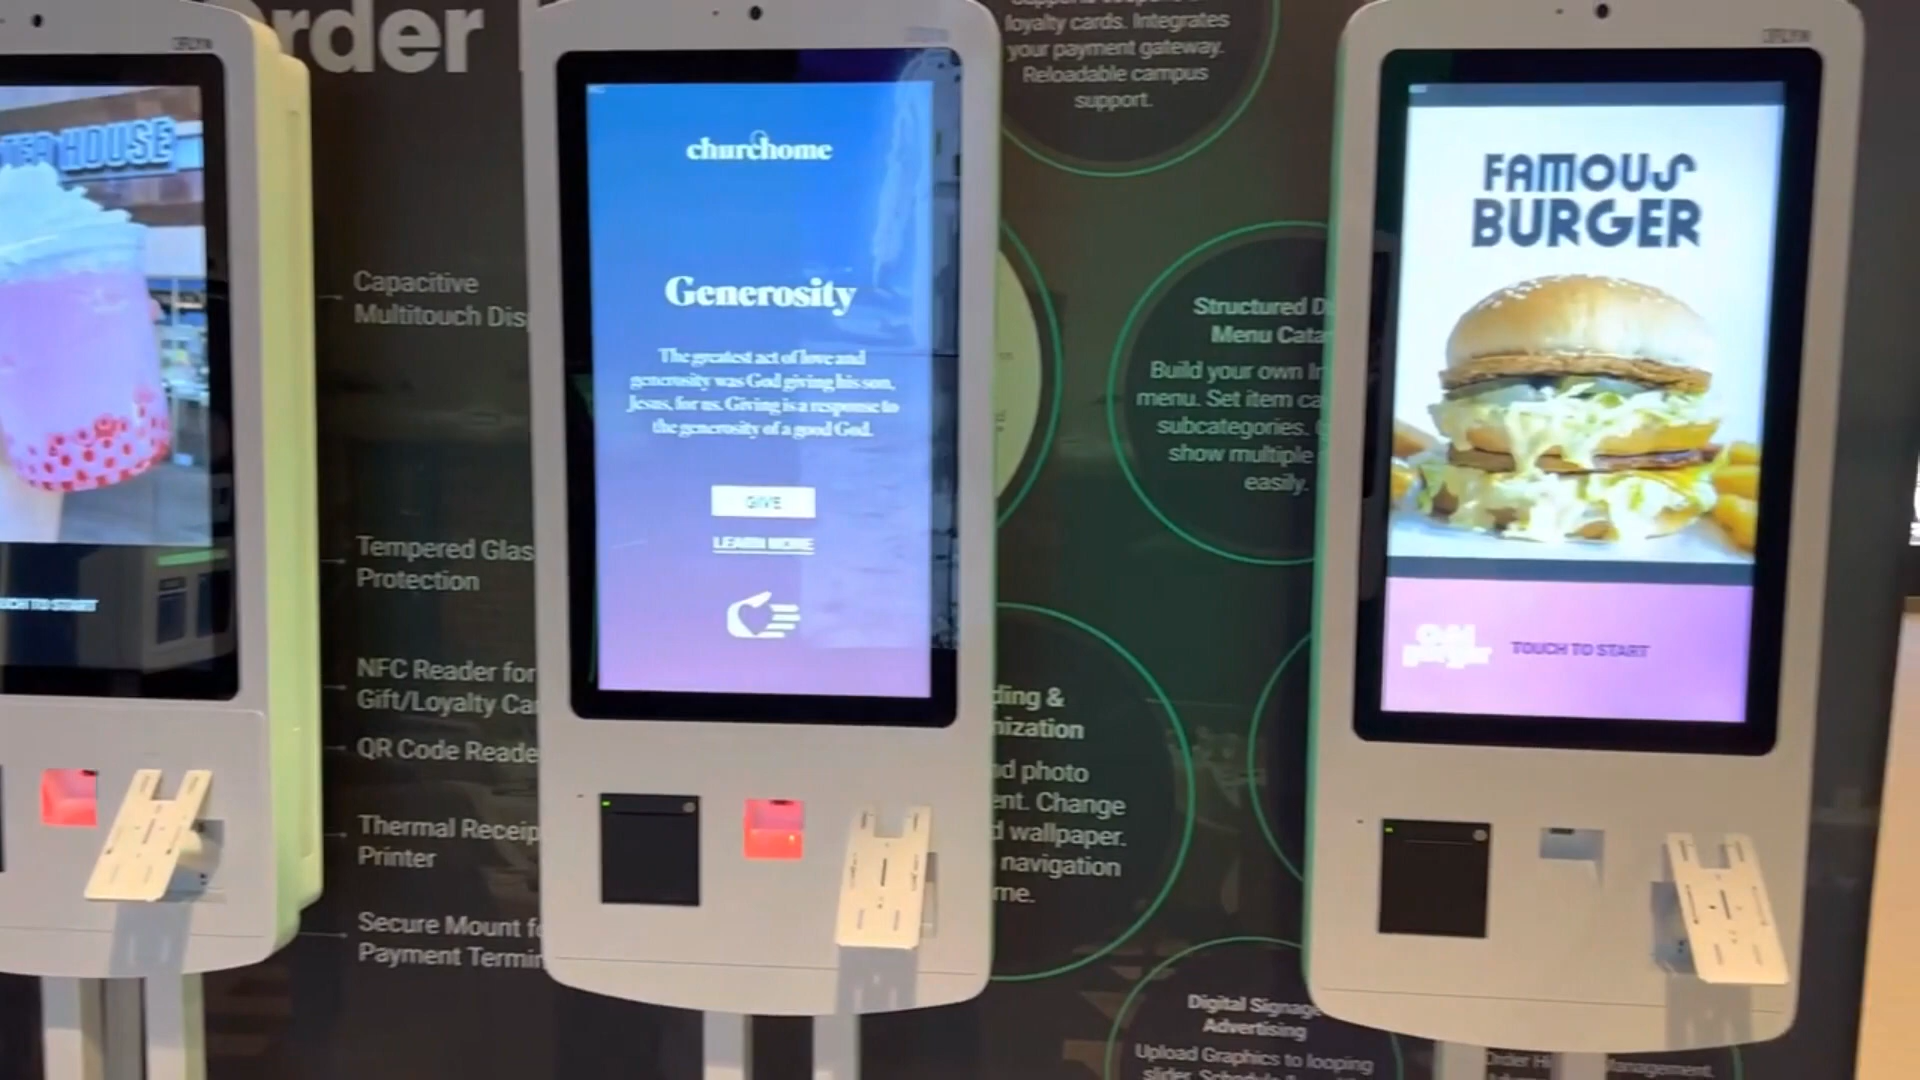 rder
loyalty cards. Integrates
your payment gateway.
Reloadable campus
support.
HOUSE
TOUCH TO START
Capacitive
Multitouch Dis
Tempered Glas
Protection
NFC Reader for
Gift/Loyalty Ca
QR Code Reade
Thermal Receip
Printer
Secure Mount f
Payment Termin
churchome
Generosity
The greatest act of love and
generosity was God giving his son,
Jesus, for us. Giving is a response to
the generosity of a good God.
GIVE
LEARN MORE
Structured D
Menu Cata
Build your own In
menu. Set item ca
subcategories.
show multiple
easily.
ding &
nization
d photo
ent. Change
d wallpaper.
navigation
me.
Digital Signage
Advertising
Upload Graphics to looping
FAMOUS
BURGER
TOUCH TO START